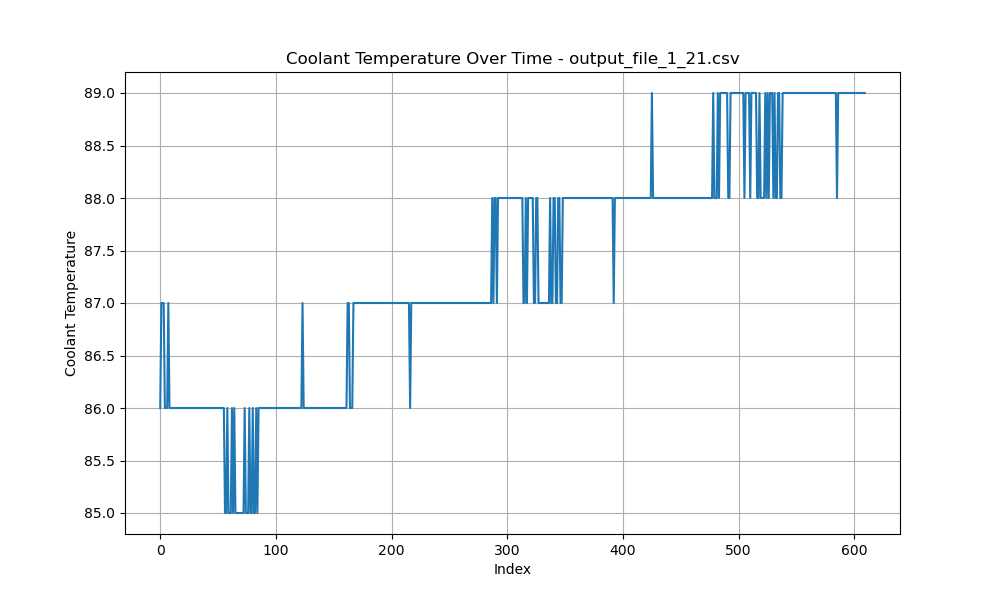 Coolant Temperature Over Time - output_file_1_21.csv
Coolant Temperature
89.0
88.5
88.0
87.5
87.0
86.5
86.0
85.5
85.0
0 100 200 300 400 500 600
Index